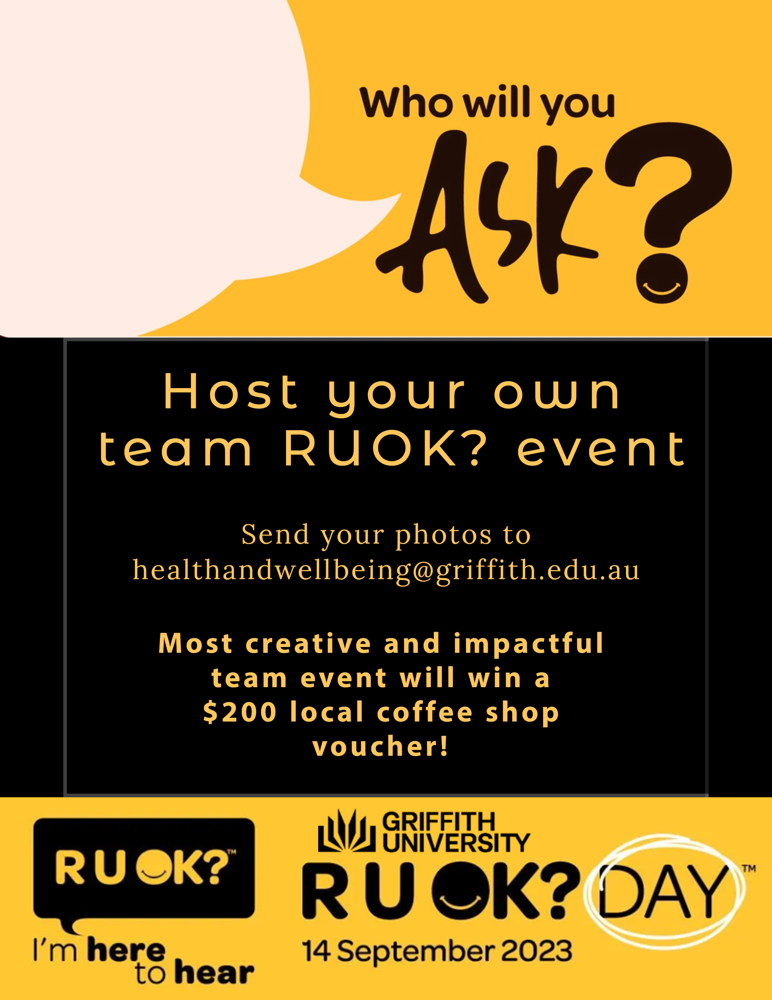 Who will you
Ask?
Host your own
team RUOK? event
Send your photos to
healthandwellbeing@griffith.edu.au
Most creative and impactful
team event will win a
$200 local coffee shop
voucher!
R U OK?™
I'm here
to hear
GRIFFITH
UNIVERSITY
R U OK? DAY™
14 September 2023